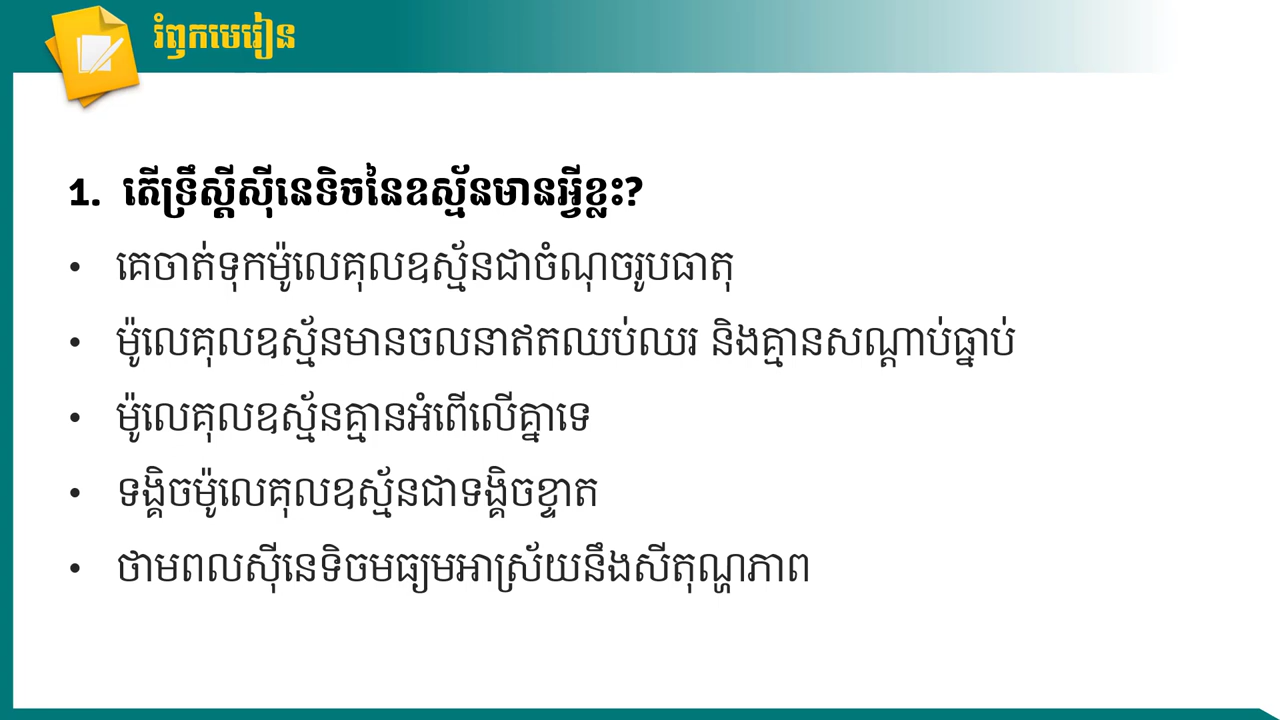 រំឭកមេរៀន
1. តើទ្រឹស្តីស៊ីនេទិចនៃឧស្ម័នមានអ្វីខ្លះ?
• គេចាត់ទុកម៉ូលេគុលឧស្ម័នជាចំណុចរូបធាតុ
• ម៉ូលេគុលឧស្ម័នមានចលនាឥតឈប់ឈរ និងគ្មានសណ្តាប់ធ្នាប់
• ម៉ូលេគុលឧស្ម័នគ្មានអំពើលើគ្នាទេ
• ទង្គិចម៉ូលេគុលឧស្ម័នជាទង្គិចខ្ទាត
• ថាមពលស៊ីនេទិចមធ្យមអាស្រ័យនឹងសីតុណ្ហភាព